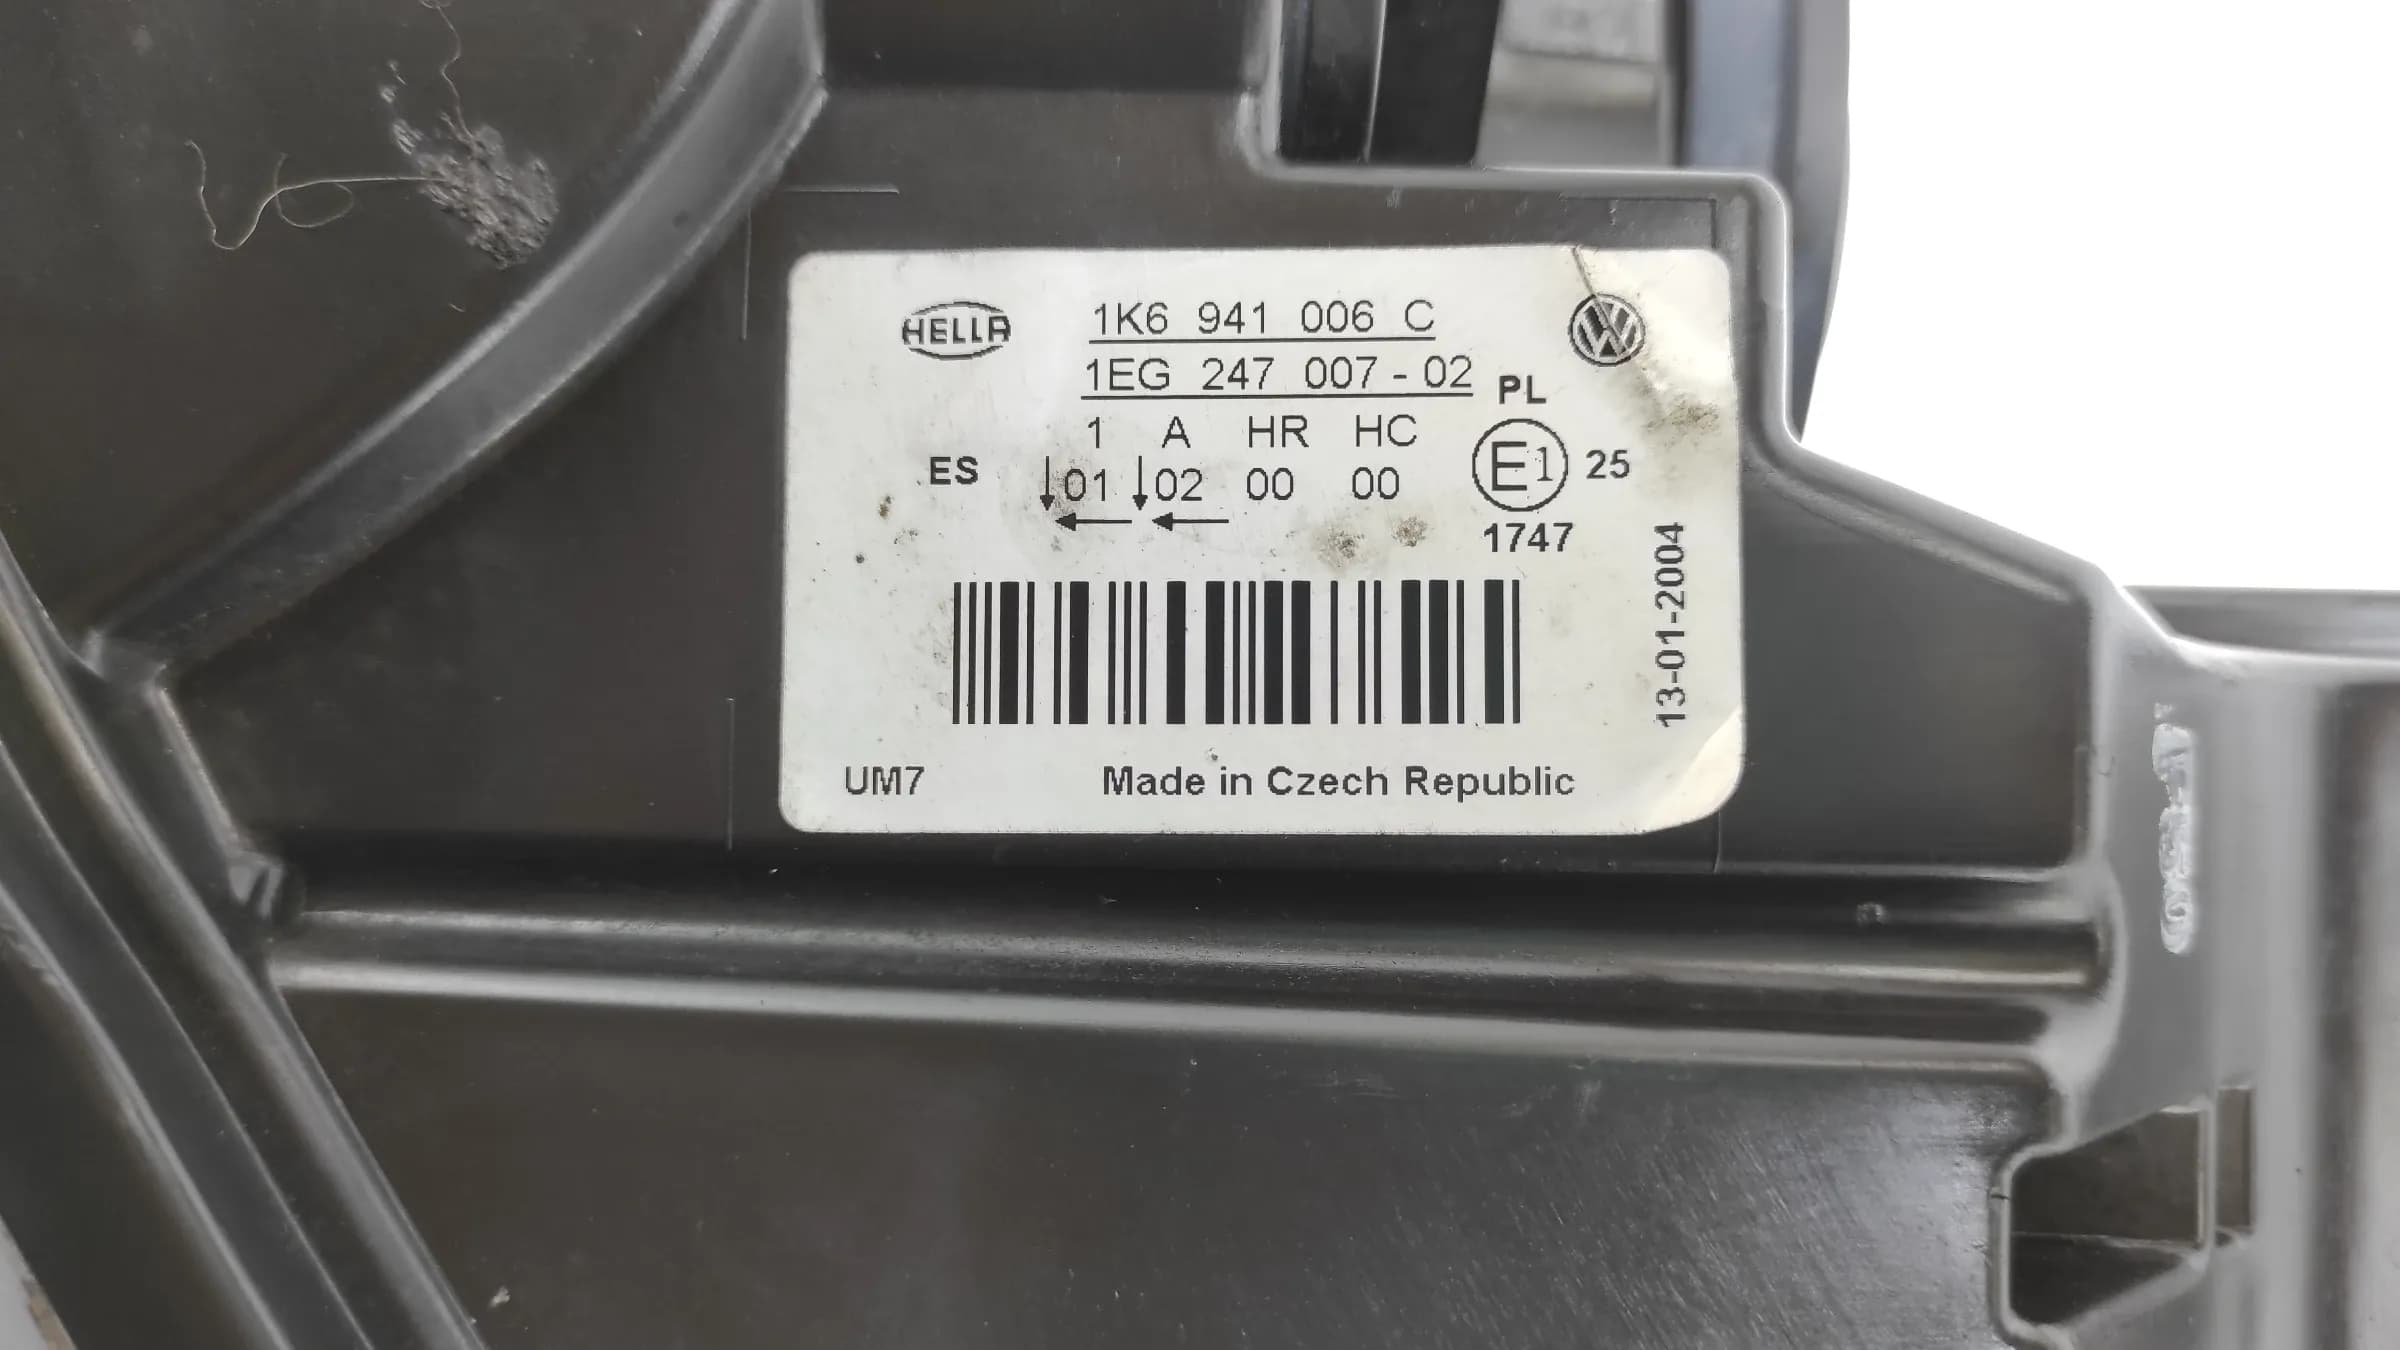 HELLA
1K6 941 006 C
1EG 247 007-02
PL
1 A HR HC
ES
↓01 ↓02 00 00
← ←
E1 25
1747
13-01-2004
UM7
Made in Czech Republic